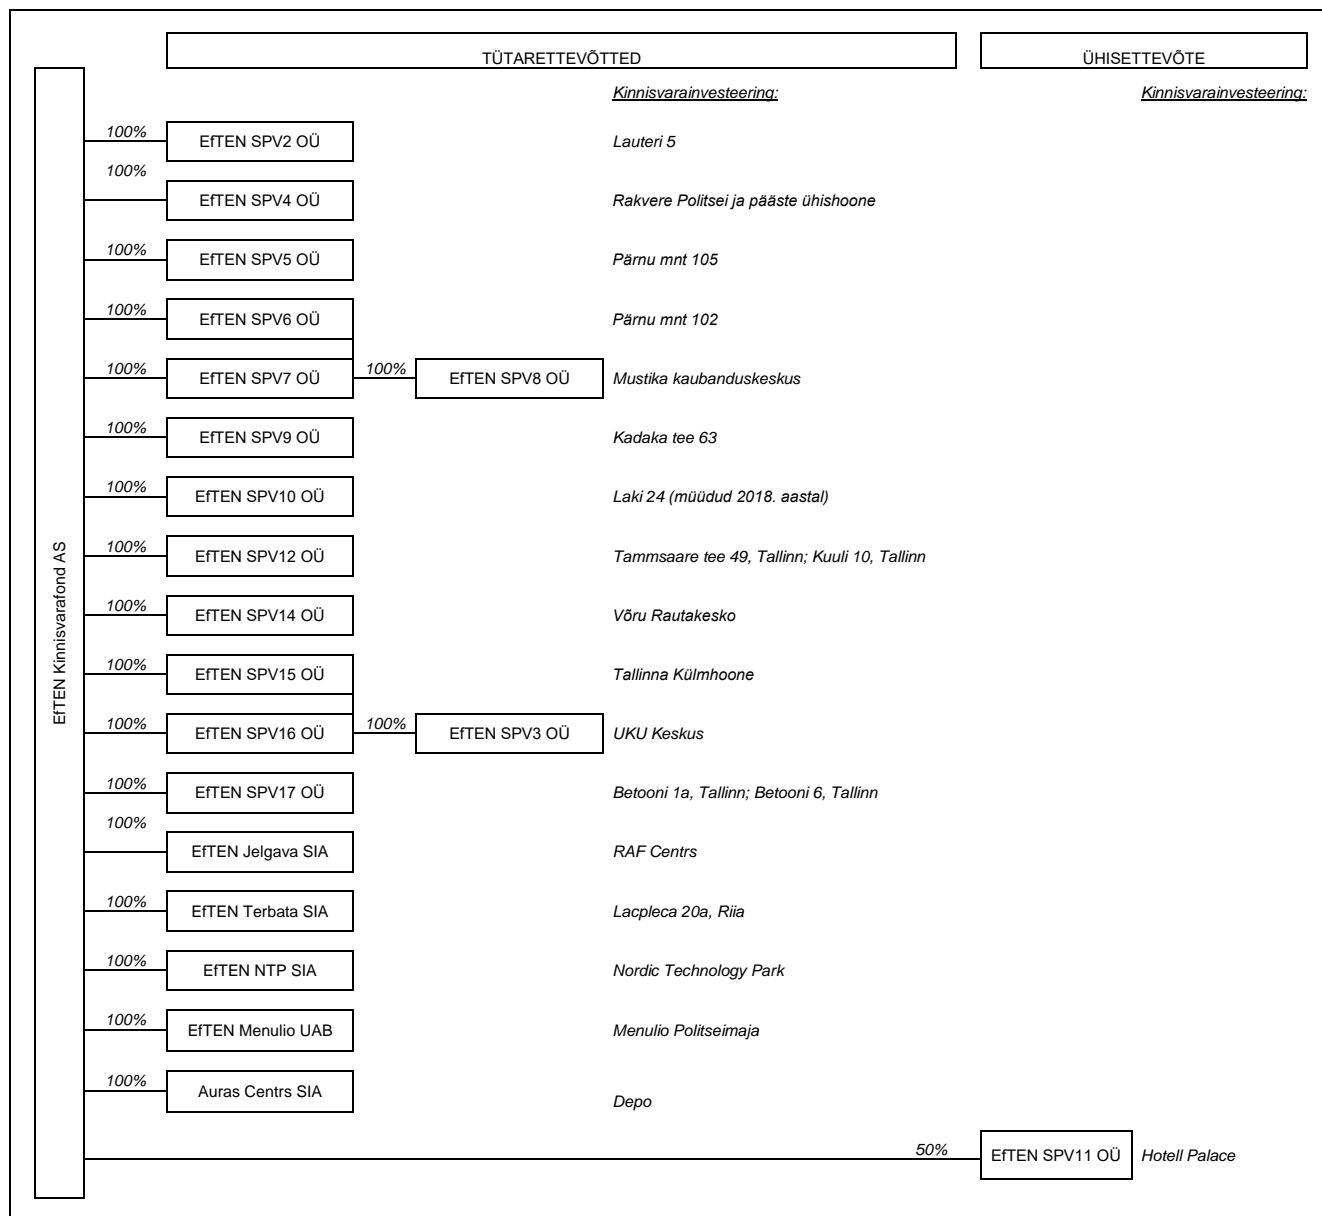 TÜTARETTEVÕTTED
ÜHISETTEVÕTE
Kinnisvarainvesteering:
Kinnisvarainvesteering:
EfTEN Kinnisvarafond AS
100%
EfTEN SPV2 OÜ
Lauteri 5
100%
EfTEN SPV4 OÜ
Rakvere Politsei ja pääste ühishoone
100%
EfTEN SPV5 OÜ
Pärnu mnt 105
100%
EfTEN SPV6 OÜ
Pärnu mnt 102
100%
EfTEN SPV7 OÜ
100%
EfTEN SPV8 OÜ
Mustika kaubanduskeskus
100%
EfTEN SPV9 OÜ
Kadaka tee 63
100%
EfTEN SPV10 OÜ
Laki 24 (müüdud 2018. aastal)
100%
EfTEN SPV12 OÜ
Tammsaare tee 49, Tallinn; Kuuli 10, Tallinn
100%
EfTEN SPV14 OÜ
Võru Rautakesko
100%
EfTEN SPV15 OÜ
Tallinna Külmhoone
100%
EfTEN SPV16 OÜ
100%
EfTEN SPV3 OÜ
UKU Keskus
100%
EfTEN SPV17 OÜ
Betooni 1a, Tallinn; Betooni 6, Tallinn
100%
EfTEN Jelgava SIA
RAF Centrs
100%
EfTEN Terbata SIA
Lacpleca 20a, Riia
100%
EfTEN NTP SIA
Nordic Technology Park
100%
EfTEN Menulio UAB
Menulio Politseimaja
100%
Auras Centrs SIA
Depo
50%
EfTEN SPV11 OÜ
Hotell Palace